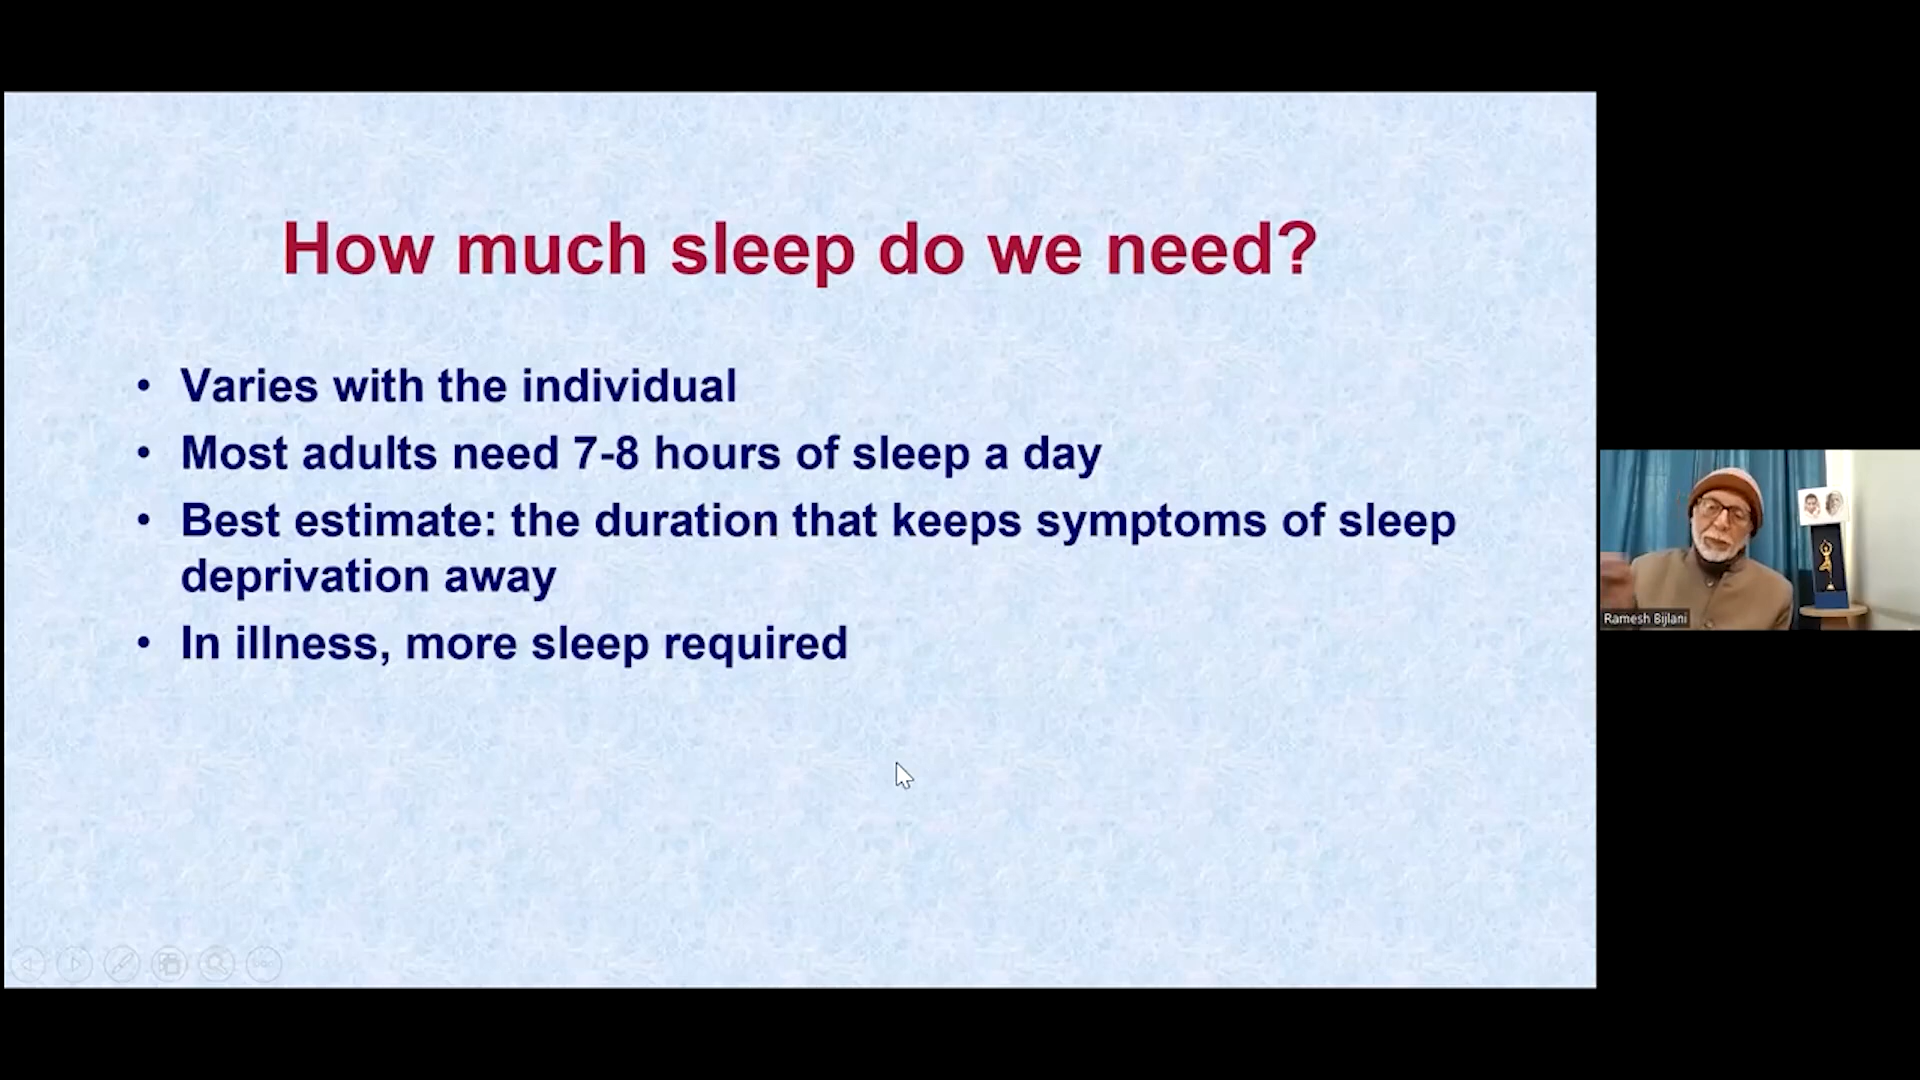 How much sleep do we need?
• Varies with the individual
• Most adults need 7-8 hours of sleep a day
• Best estimate: the duration that keeps symptoms of sleep
deprivation away
• In illness, more sleep required
Ramesh Bijlani